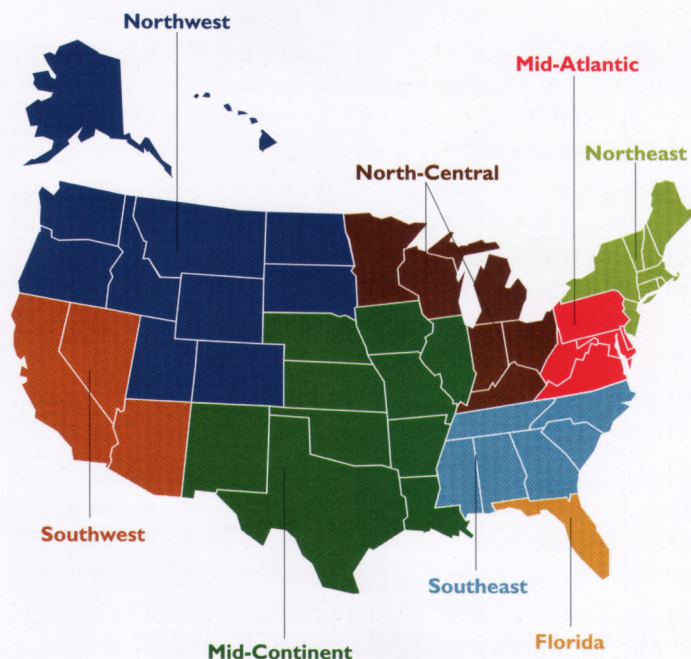 Northwest
Mid-Atlantic
Northeast
North-Central
Southwest
Southeast
Florida
Mid-Continent